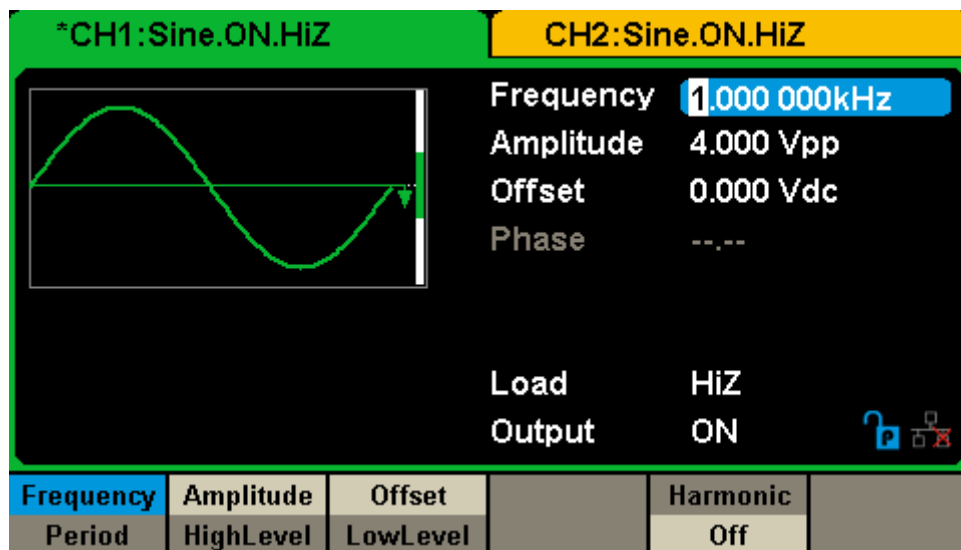 *CH1:Sine.ON.HiZ CH2:Sine.ON.HiZ
Frequency 1.000 000kHz
Amplitude 4.000 Vpp
Offset 0.000 Vdc
Phase --.--
Load HiZ
Output ON P
Frequency Amplitude Offset Harmonic
Period HighLevel LowLevel Off